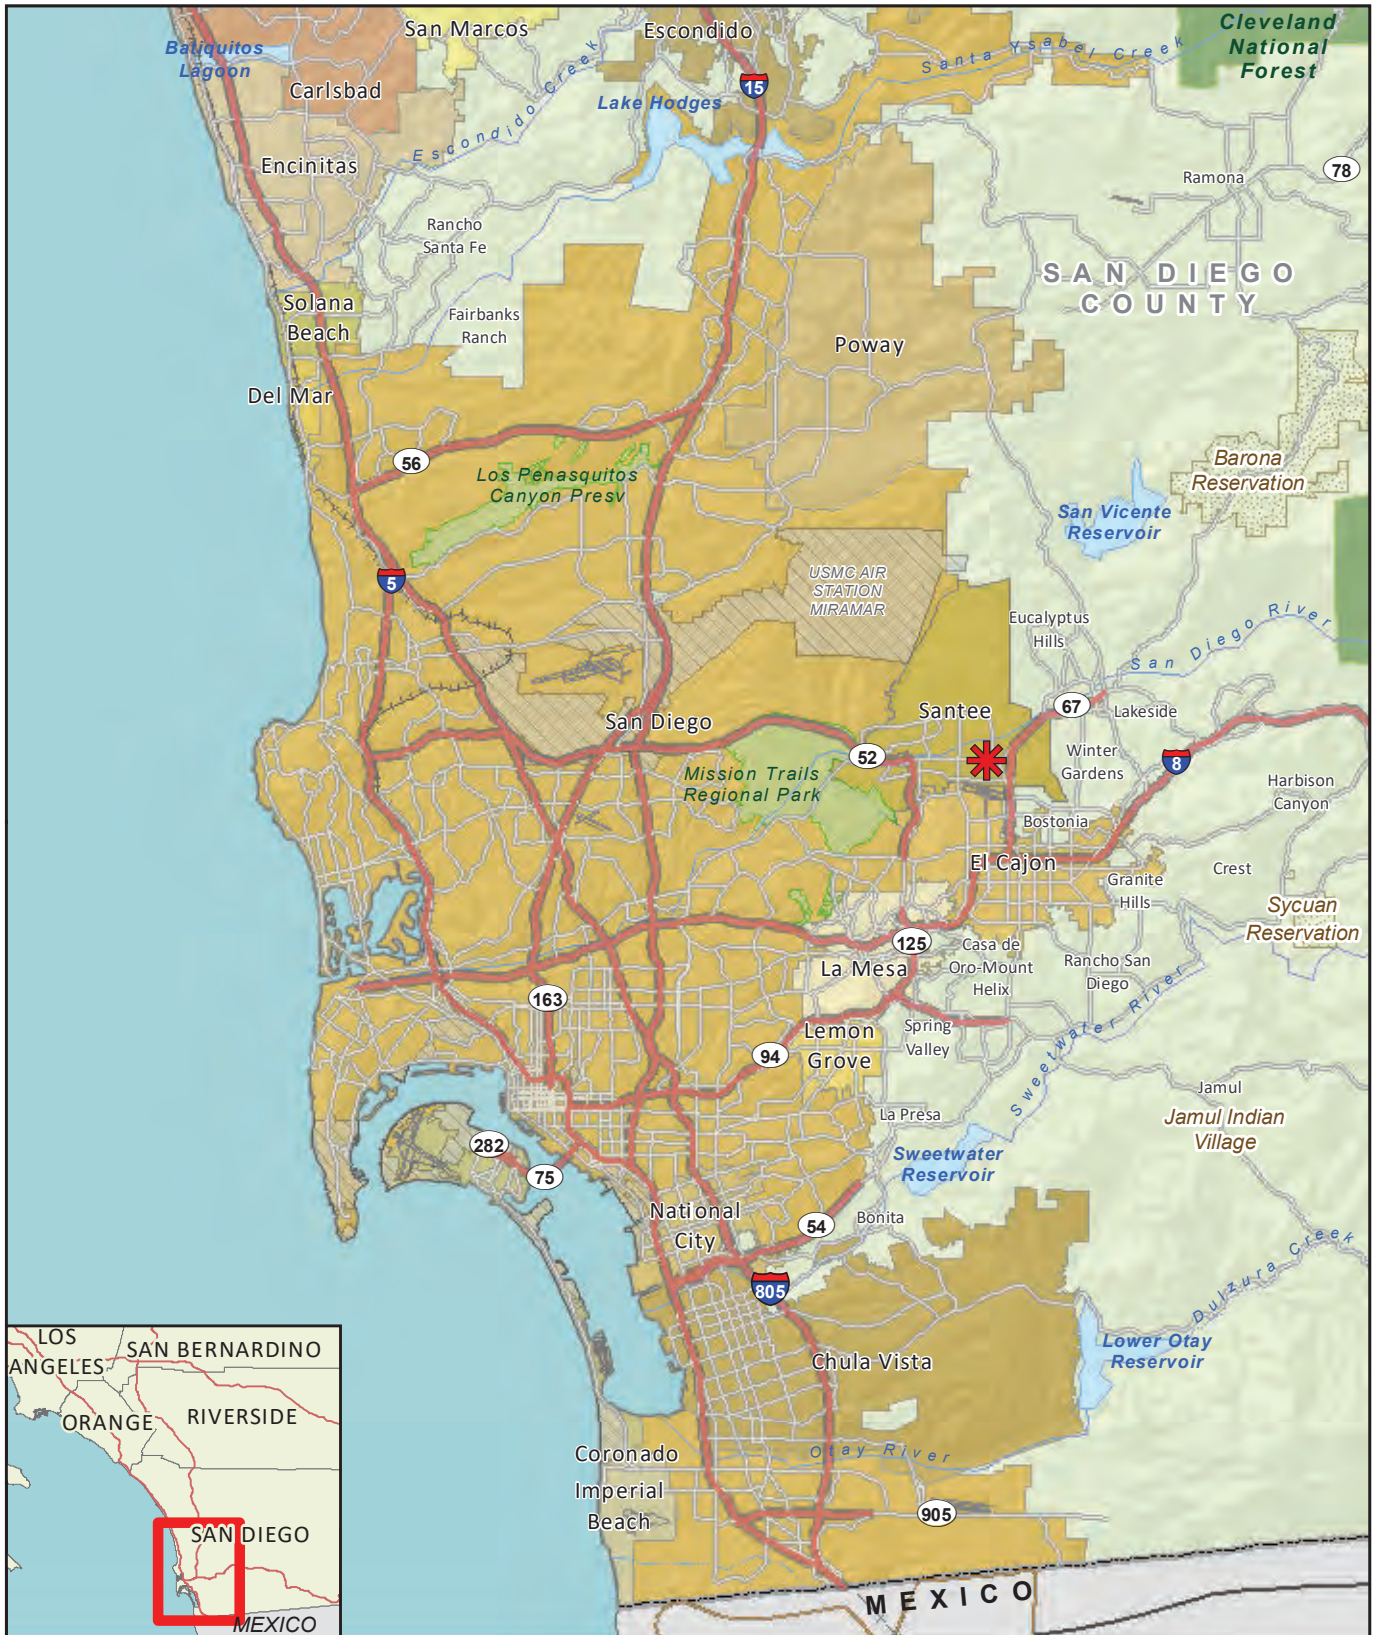 San Marcos
Escondido
Cleveland
National
Forest
Batiquitos
Lagoon
Santa Ysabel Creek
Carlsbad
Escondido Creek
Lake Hodges
15
Encinitas
Ramona
78
Rancho
Santa Fe
SAN DIEGO
COUNTY
Solana
Beach
Fairbanks
Ranch
Poway
Del Mar
56
Los Penasquitos
Canyon Presv
Barona
Reservation
San Vicente
Reservoir
5
USMC AIR
STATION
MIRAMAR
Eucalyptus
Hills
San Diego River
Santee
67
Lakeside
San Diego
52
Winter
Gardens
8
Mission Trails
Regional Park
Harbison
Canyon
Bostonia
El Cajon
Crest
Granite
Hills
Sycuan
Reservation
125
Casa de
Oro-Mount
Helix
La Mesa
Rancho San
Diego
163
Sweetwater River
Lemon
Grove
Spring
Valley
94
Jamul
La Presa
Jamul Indian
Village
282
75
Sweetwater
Reservoir
National
City
54
Bonita
805
Dulzura Creek
Lower Otay
Reservoir
Chula Vista
Otay River
Coronado
Imperial
Beach
905
MEXICO
LOS
ANGELES
SAN BERNARDINO
ORANGE
RIVERSIDE
SAN DIEGO
MEXICO